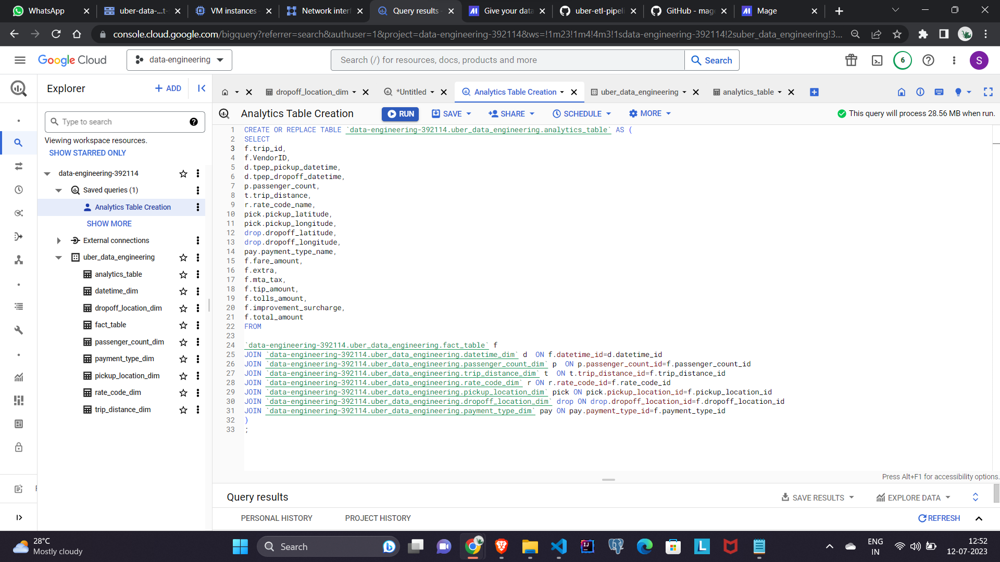 WhatsApp
uber-data-...t-:
VM instances -
Network interf
Query results -
Give your data
uber-etl-pipeli
GitHub - mage
Mage
console.cloud.google.com/bigquery?referrer=search&authuser=1&project=data-engineering-392114&ws=!1m23!1m4!4m3!1sdata-engineering-392114!2suber_data_engineering!3...
Google Cloud
data-engineering
Search (/) for resources, docs, products and more
Search
6
S
Explorer
+ ADD
dropoff_location_dim
*Untitled
Analytics Table Creation
uber_data_engineering
analytics_table
Type to search
Viewing workspace resources.
SHOW STARRED ONLY
data-engineering-392114
Saved queries (1)
Analytics Table Creation
SHOW MORE
External connections
uber_data_engineering
analytics_table
datetime_dim
dropoff_location_dim
fact_table
passenger_count_dim
payment_type_dim
pickup_location_dim
rate_code_dim
trip_distance_dim
Analytics Table Creation
RUN
SAVE
SHARE
SCHEDULE
MORE
This query will process 28.56 MB when run.
1 CREATE OR REPLACE TABLE `data-engineering-392114.uber_data_engineering.analytics_table` AS (
2 SELECT
3 f.trip_id,
4 f.VendorID,
5 d.tpep_pickup_datetime,
6 d.tpep_dropoff_datetime,
7 p.passenger_count,
8 t.trip_distance,
9 r.rate_code_name,
10 pick.pickup_latitude,
11 pick.pickup_longitude,
12 drop.dropoff_latitude,
13 drop.dropoff_longitude,
14 pay.payment_type_name,
15 f.fare_amount,
16 f.extra,
17 f.mta_tax,
18 f.tip_amount,
19 f.tolls_amount,
20 f.improvement_surcharge,
21 f.total_amount
22 FROM
23
24 `data-engineering-392114.uber_data_engineering.fact_table` f
25 JOIN `data-engineering-392114.uber_data_engineering.datetime_dim` d  ON f.datetime_id=d.datetime_id
26 JOIN `data-engineering-392114.uber_data_engineering.passenger_count_dim` p  ON p.passenger_count_id=f.passenger_count_id
27 JOIN `data-engineering-392114.uber_data_engineering.trip_distance_dim` t  ON t.trip_distance_id=f.trip_distance_id
28 JOIN `data-engineering-392114.uber_data_engineering.rate_code_dim` r ON r.rate_code_id=f.rate_code_id
29 JOIN `data-engineering-392114.uber_data_engineering.pickup_location_dim` pick ON pick.pickup_location_id=f.pickup_location_id
30 JOIN `data-engineering-392114.uber_data_engineering.dropoff_location_dim` drop ON drop.dropoff_location_id=f.dropoff_location_id
31 JOIN `data-engineering-392114.uber_data_engineering.payment_type_dim` pay ON pay.payment_type_id=f.payment_type_id
32 )
33 ;
Press Alt+F1 for accessibility options.
Query results
SAVE RESULTS
EXPLORE DATA
PERSONAL HISTORY
PROJECT HISTORY
REFRESH
28°C
Mostly cloudy
Search
ENG
IN
12:52
12-07-2023